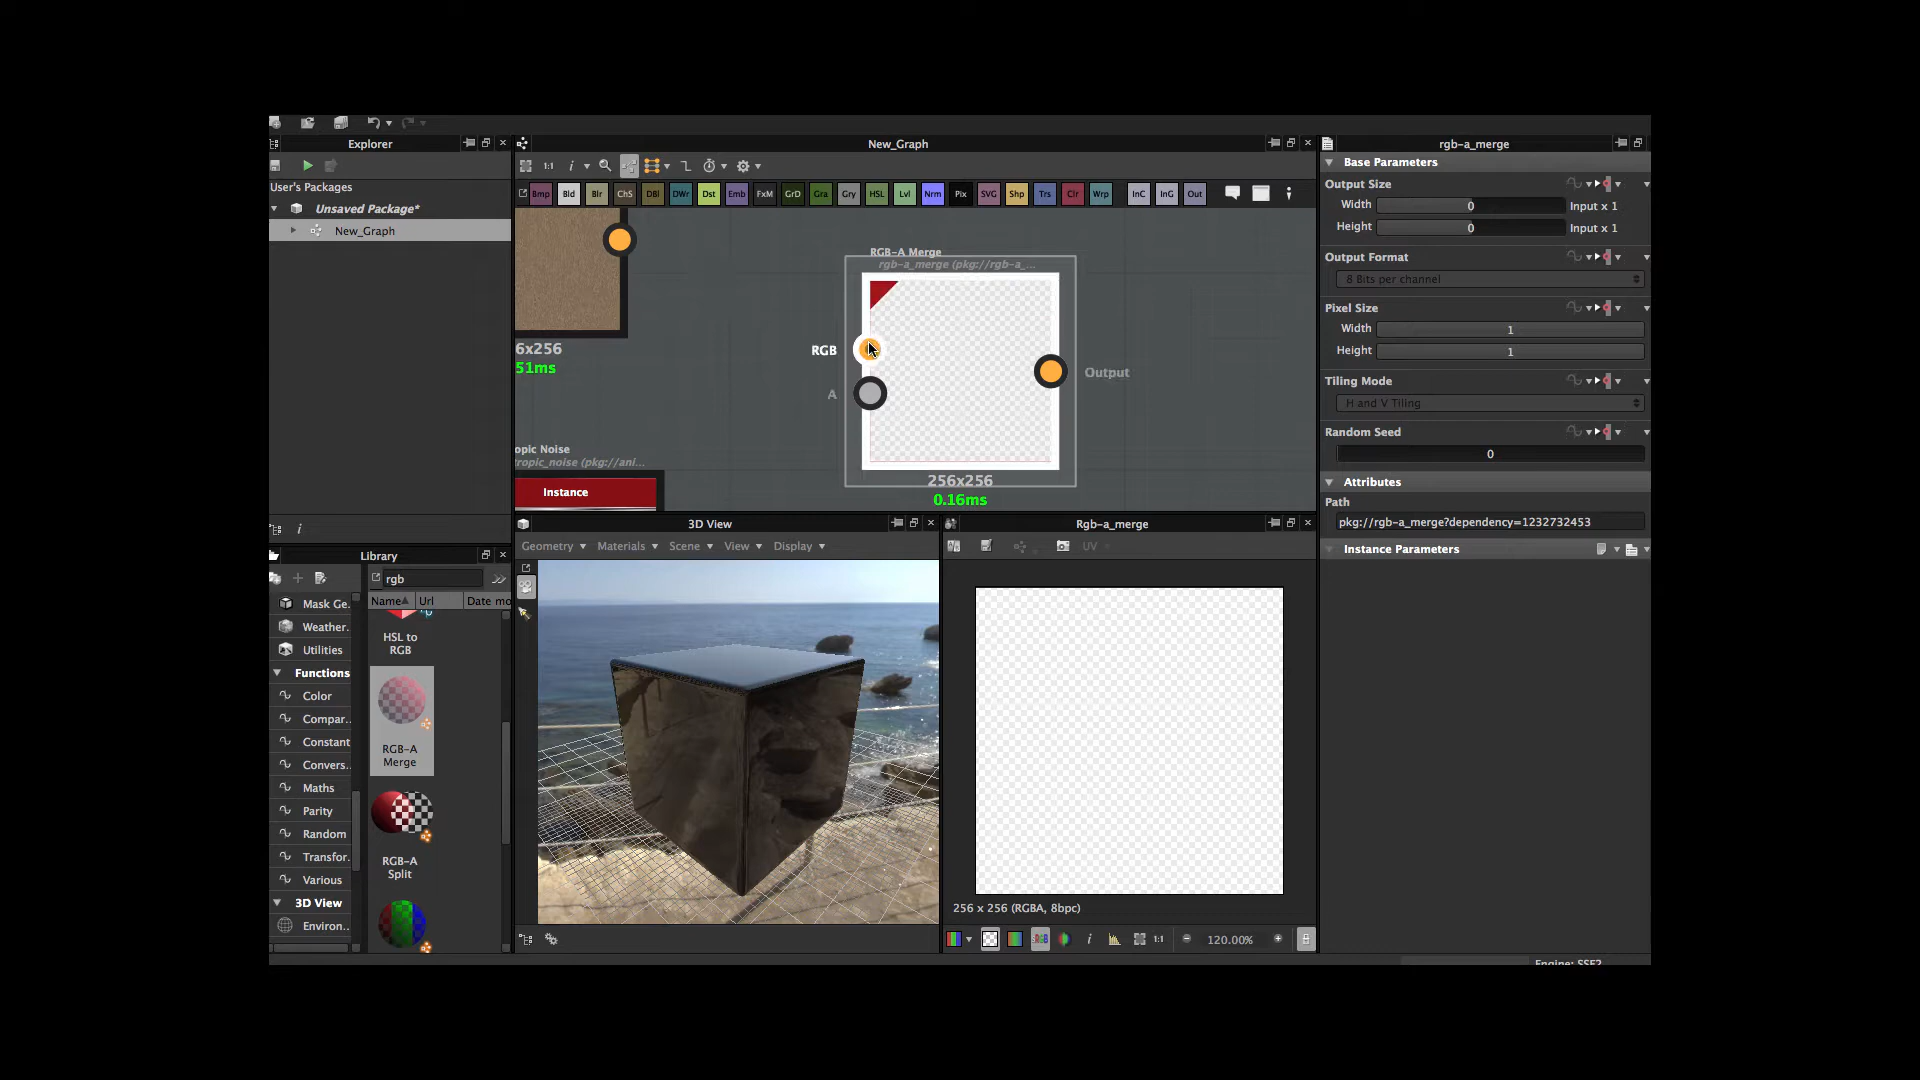 Explorer
New_Graph
rgb-a_merge
1:1
i
Bmp Bld Blr ChS DBl DWr Dst Emb FxM GrD Gra Gry HSL Lvl Nrm Pix SVG Shp Trs Clr Wrp InC InG Out
User's Packages
Unsaved Package*
New_Graph
RGB-A Merge
rgb-a_merge (pkg://rgb-a_...
RGB
A
Output
6x256
51ms
opic Noise
tropic_noise (pkg://ani...
Instance
256x256
0.16ms
Base Parameters
Output Size
Width 0 Input x 1
Height 0 Input x 1
Output Format
8 Bits per channel
Pixel Size
Width 1
Height 1
Tiling Mode
H and V Tiling
Random Seed
0
Attributes
Path
pkg://rgb-a_merge?dependency=1232732453
Instance Parameters
i
Library
rgb
Name Url Date mo
Mask Ge.
Weather.
Utilities
Functions
Color
Compar..
Constant
Convers..
Maths
Parity
Random
Transfor.
Various
3D View
Environ..
HSL to
RGB
RGB-A
Merge
RGB-A
Split
3D View
Geometry Materials Scene View Display
Rgb-a_merge
UV
256 x 256 (RGBA, 8bpc)
sRGB i 1:1 120.00%